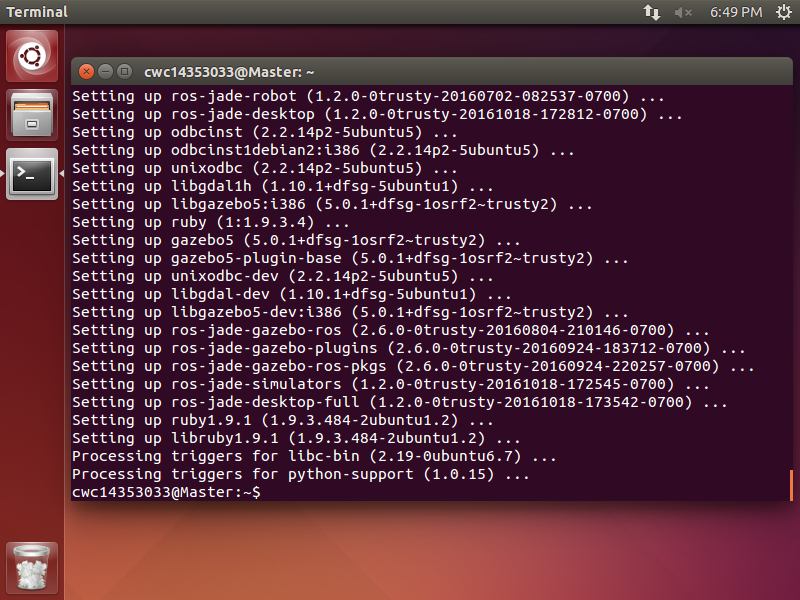 Terminal
6:49 PM
cwc14353033@Master: ~
Setting up ros-jade-robot (1.2.0-0trusty-20160702-082537-0700) ...
Setting up ros-jade-desktop (1.2.0-0trusty-20161018-172812-0700) ...
Setting up odbcinst (2.2.14p2-5ubuntu5) ...
Setting up odbcinst1debian2:i386 (2.2.14p2-5ubuntu5) ...
Setting up unixodbc (2.2.14p2-5ubuntu5) ...
Setting up libgdal1h (1.10.1+dfsg-5ubuntu1) ...
Setting up libgazebo5:i386 (5.0.1+dfsg-1osrf2~trusty2) ...
Setting up ruby (1:1.9.3.4) ...
Setting up gazebo5 (5.0.1+dfsg-1osrf2~trusty2) ...
Setting up gazebo5-plugin-base (5.0.1+dfsg-1osrf2~trusty2) ...
Setting up unixodbc-dev (2.2.14p2-5ubuntu5) ...
Setting up libgdal-dev (1.10.1+dfsg-5ubuntu1) ...
Setting up libgazebo5-dev:i386 (5.0.1+dfsg-1osrf2~trusty2) ...
Setting up ros-jade-gazebo-ros (2.6.0-0trusty-20160804-210146-0700) ...
Setting up ros-jade-gazebo-plugins (2.6.0-0trusty-20160924-183712-0700) ...
Setting up ros-jade-gazebo-ros-pkgs (2.6.0-0trusty-20160924-220257-0700) ...
Setting up ros-jade-simulators (1.2.0-0trusty-20161018-172545-0700) ...
Setting up ros-jade-desktop-full (1.2.0-0trusty-20161018-173542-0700) ...
Setting up ruby1.9.1 (1.9.3.484-2ubuntu1.2) ...
Setting up libruby1.9.1 (1.9.3.484-2ubuntu1.2) ...
Processing triggers for libc-bin (2.19-0ubuntu6.7) ...
Processing triggers for python-support (1.0.15) ...
cwc14353033@Master:~$